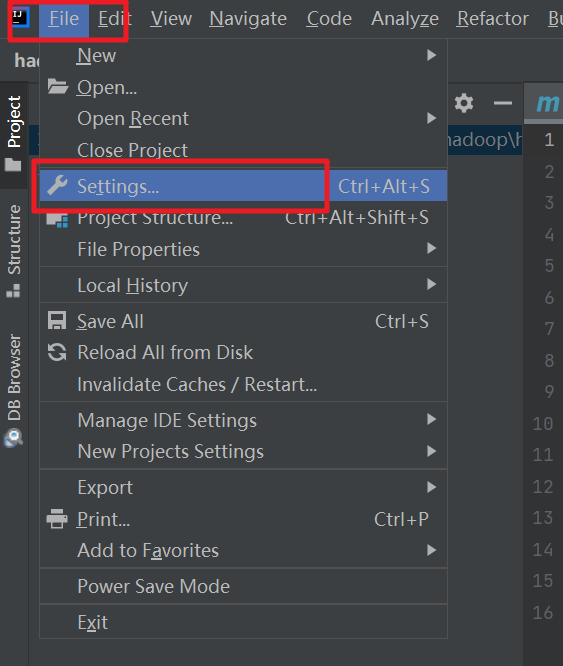 IJ
File Edit View Navigate Code Analyze Refactor
New
Open...
Open Recent
Close Project
Settings... Ctrl+Alt+S
Project Structure... Ctrl+Alt+Shift+S
File Properties
Local History
Save All Ctrl+S
Reload All from Disk
Invalidate Caches / Restart...
Manage IDE Settings
New Projects Settings
Export
Print... Ctrl+P
Add to Favorites
Power Save Mode
Exit
Project
Structure
DB Browser
m
1
2
3
4
5
6
7
8
9
10
11
12
13
14
15
16